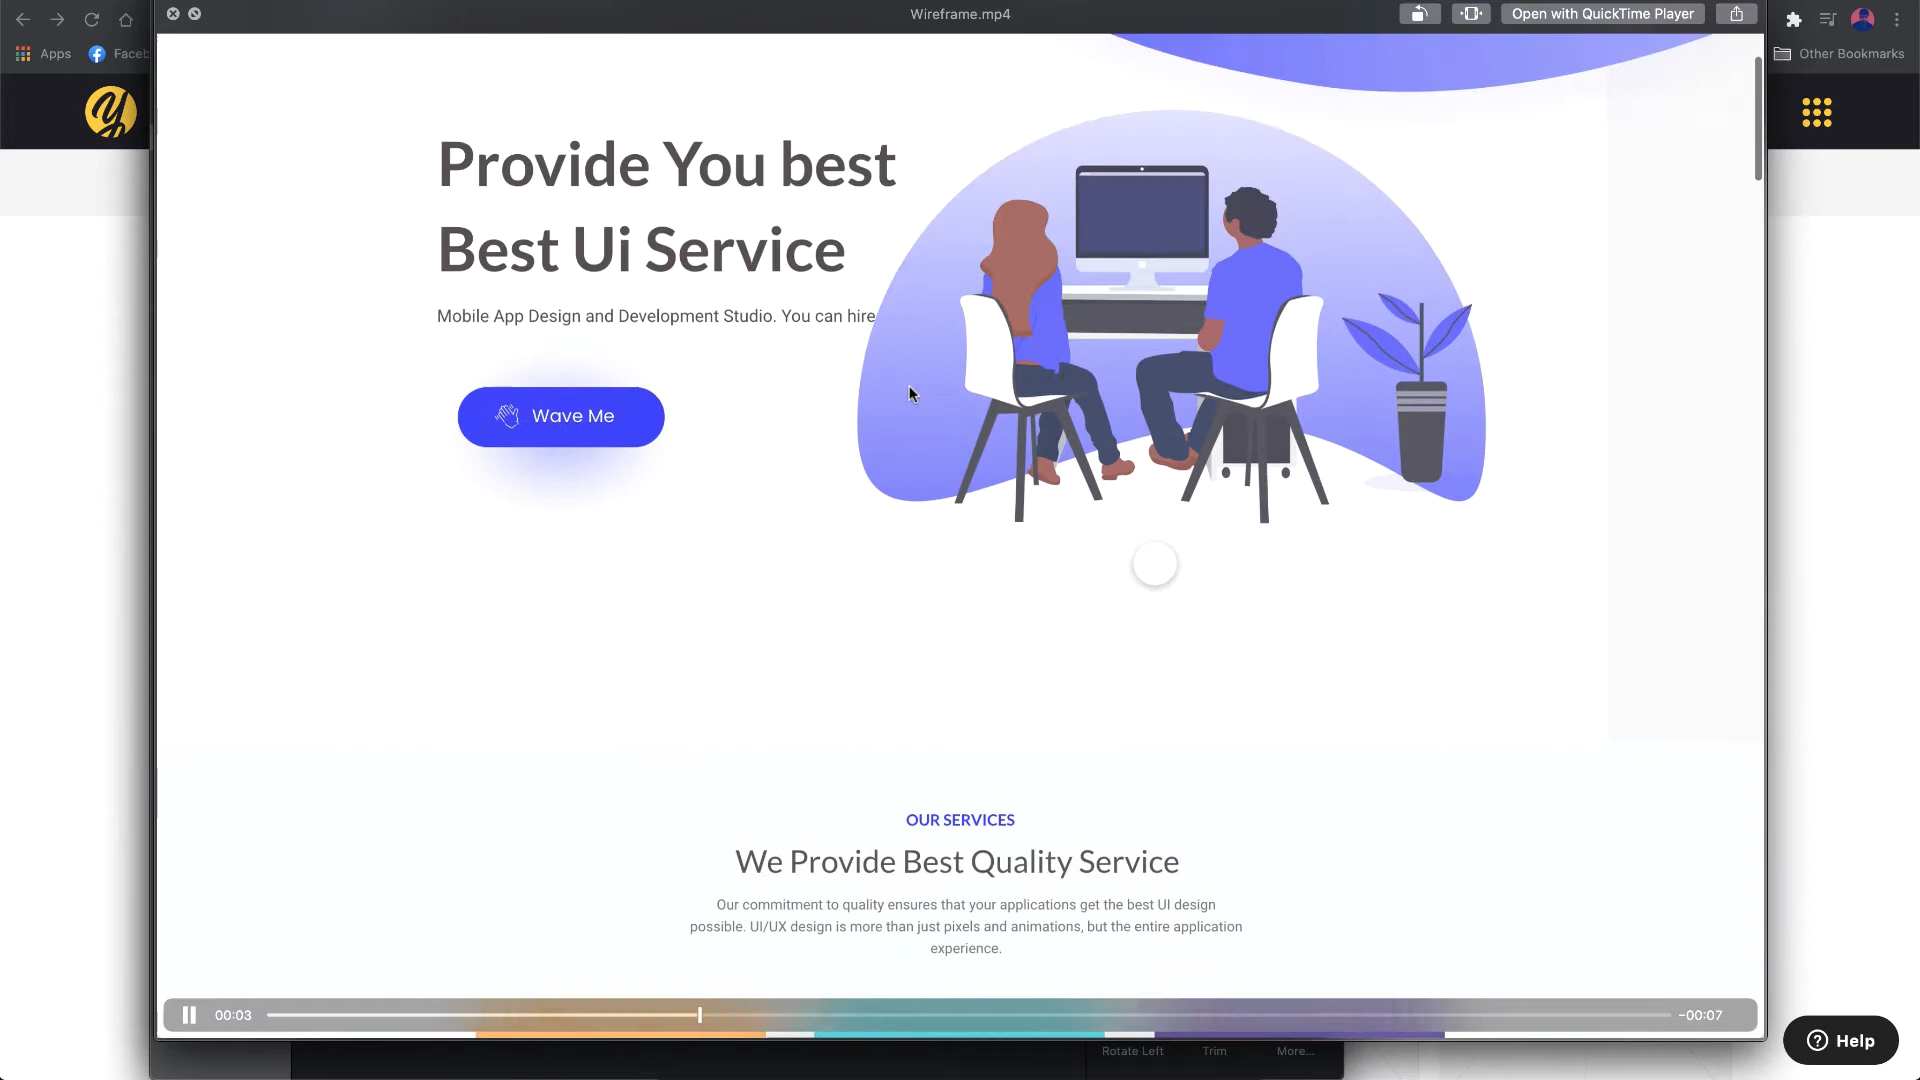 Wireframe.mp4
Open with QuickTime Player
Apps
Faceb
Other Bookmarks
Provide You best
Best Ui Service
Mobile App Design and Development Studio. You can hire
Wave Me
OUR SERVICES
We Provide Best Quality Service
Our commitment to quality ensures that your applications get the best UI design
possible. UI/UX design is more than just pixels and animations, but the entire application
experience.
00:03
-00:07
Rotate Left
Trim
More...
Help